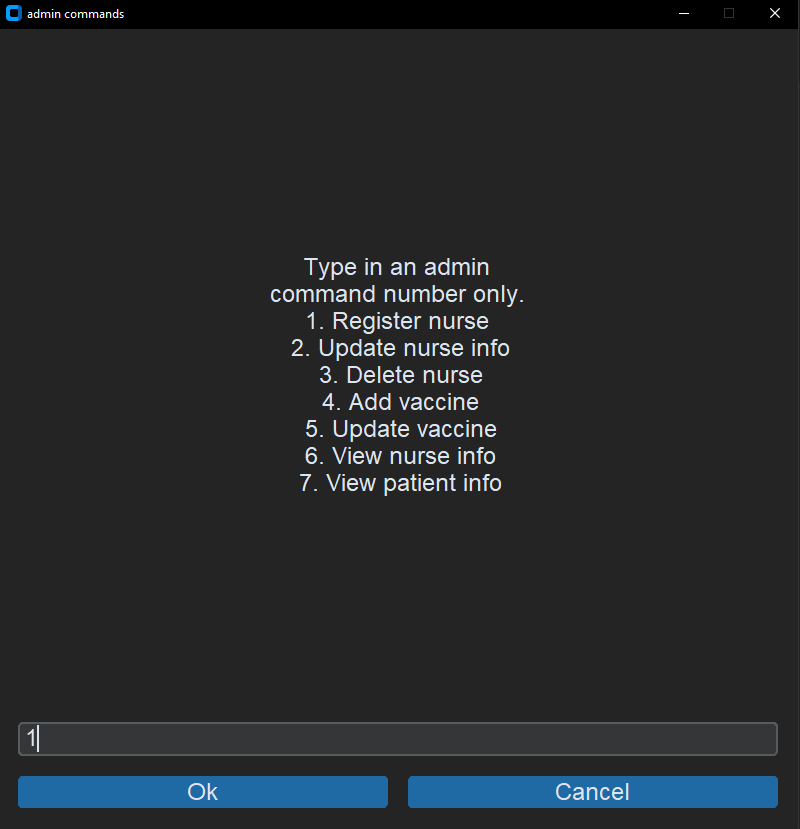 admin commands
Type in an admin
command number only.
1. Register nurse
2. Update nurse info
3. Delete nurse
4. Add vaccine
5. Update vaccine
6. View nurse info
7. View patient info
1
Ok
Cancel